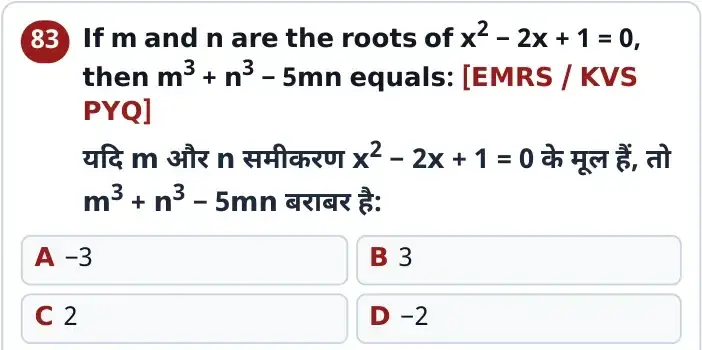 83 If m and n are the roots of x² − 2x + 1 = 0,
then m³ + n³ − 5mn equals: [EMRS / KVS
PYQ]
यदि m और n समीकरण x² − 2x + 1 = 0 के मूल हैं, तो
m³ + n³ − 5mn बराबर है:
A −3
B 3
C 2
D −2